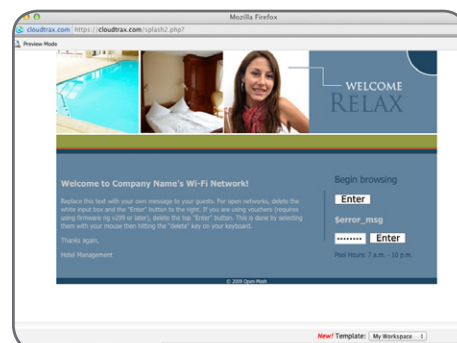 Mozilla Firefox
cloudtrax.com https://cloudtrax.com/splash2.php?
Preview Mode
WELCOME
RELAX
Welcome to Company Name's Wi-Fi Network!
Replace this text with your own message to your guests. For open networks, delete the
white input box and the "Enter" button to the right. If you are using vouchers (requires
using firmware ng v299 or later), delete the top "Enter" button. This is done by selecting
them with your mouse then hitting the "delete" key on your keyboard.
Thanks again,
Hotel Management
Begin browsing
Enter
$error_msg
Enter
Pool Hours: 7 a.m. - 10 p.m.
© 2009 Open-Mesh
New! Template: My Workspace